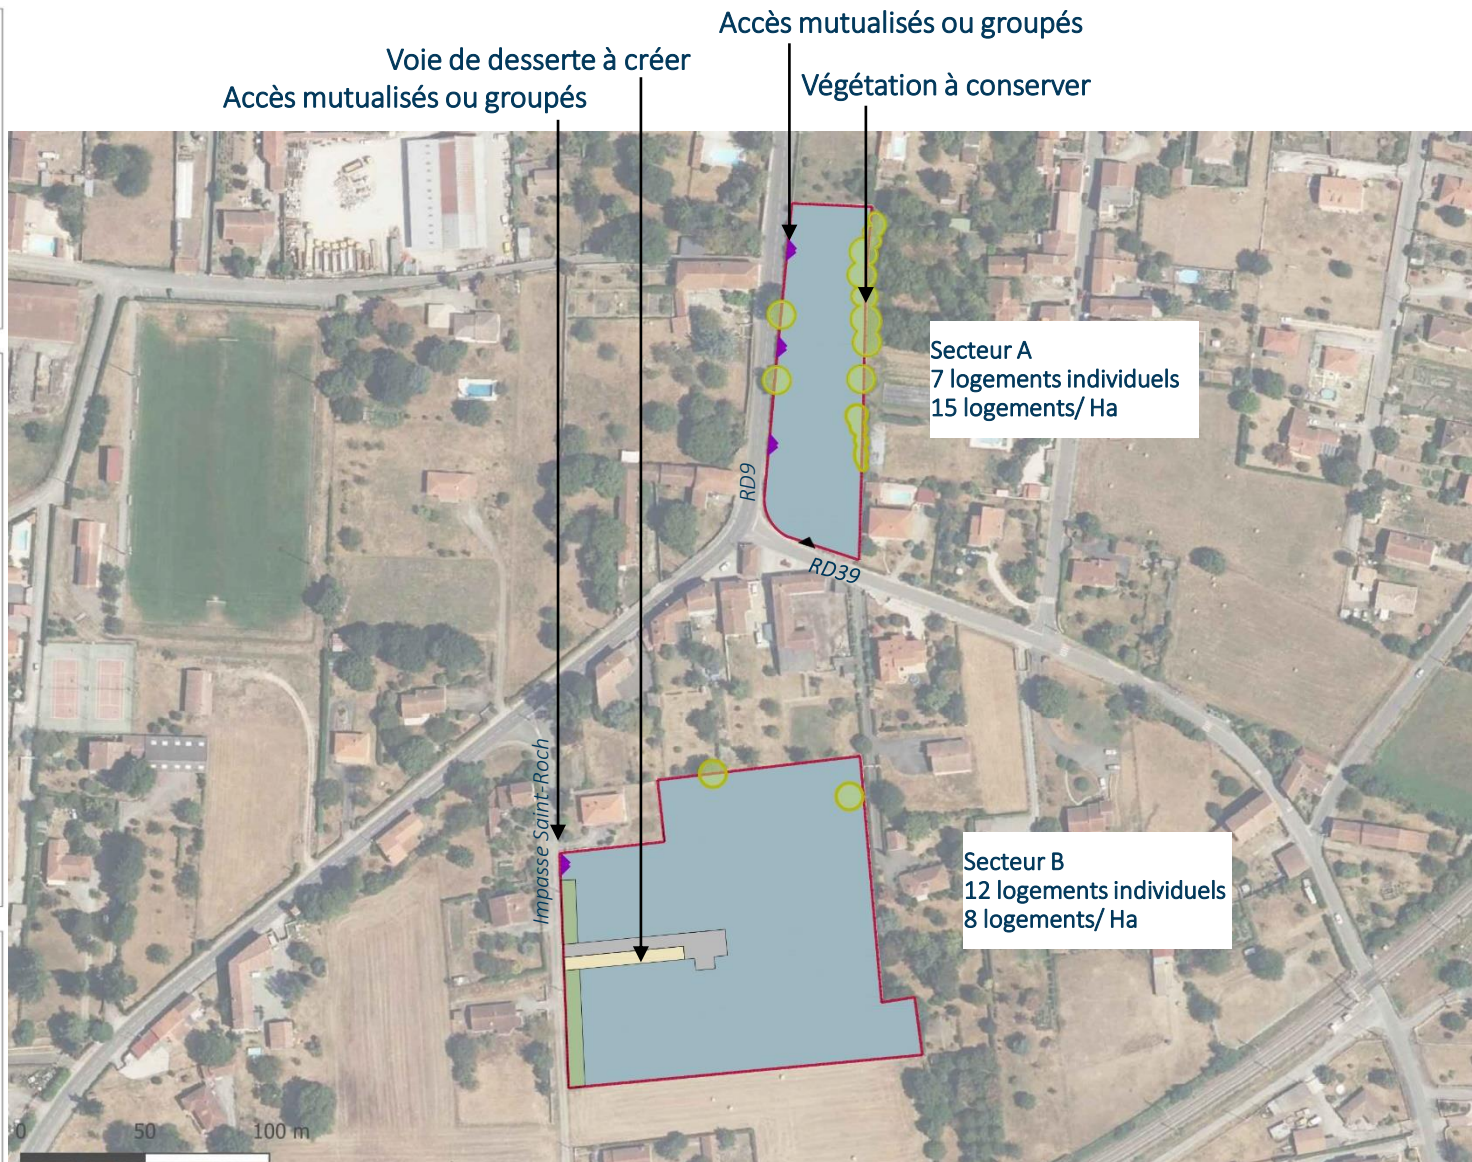 Accès mutualisés ou groupés
Voie de desserte à créer
Végétation à conserver
Accès mutualisés ou groupés
Secteur A
7 logements individuels
15 logements/ Ha
RD9
RD39
Impasse Saint-Roch
Secteur B
12 logements individuels
8 logements/ Ha
0 50 100 m